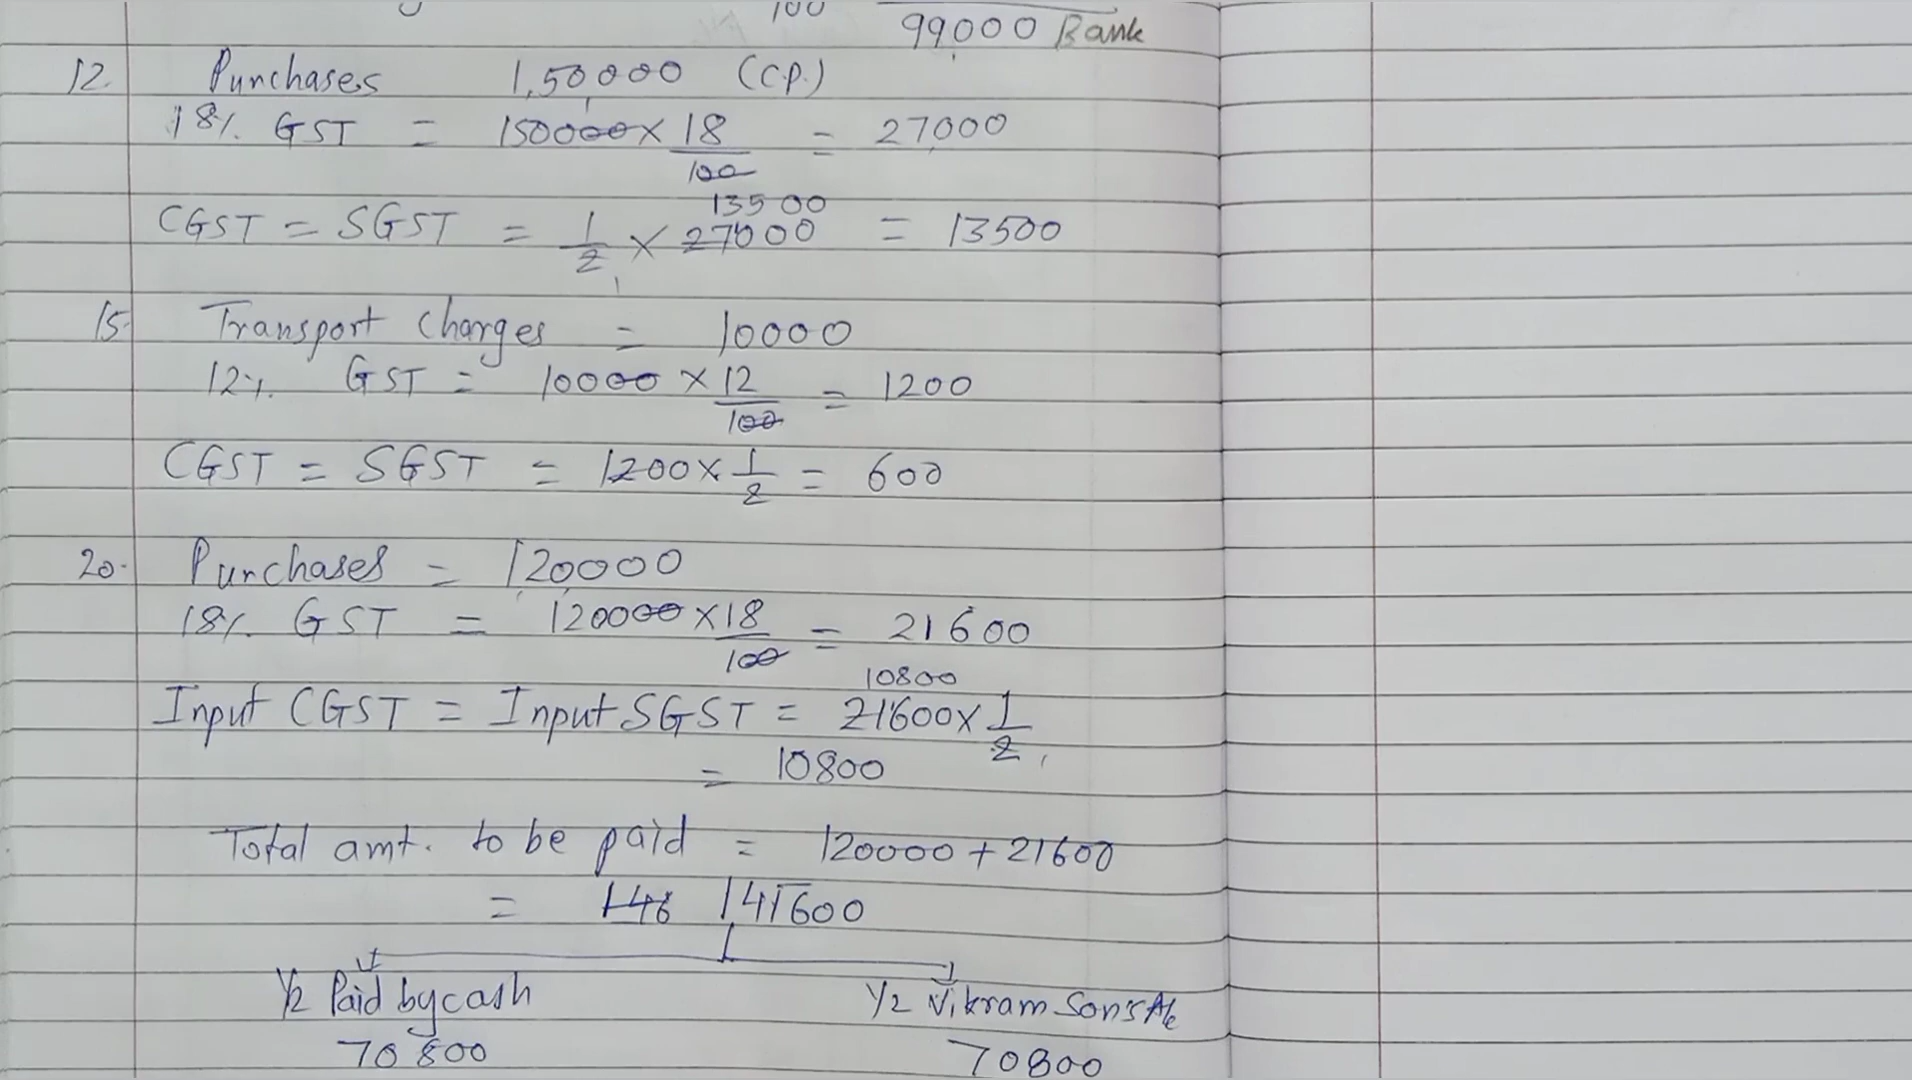 100
99000 Bank
12. Purchases 1,50000 (C.P.)
18%. GST = 150000 x 18 = 27000
100
13500
CGST = SGST = 1 x 27000 = 13500
2
15. Transport Charges = 10000
12%. GST = 10000 x 12 = 1200
100
CGST = SGST = 1200 x 1 = 600
2
20. Purchases = 120000
18%. GST = 120000 x 18 = 21600
100
10800
Input CGST = Input SGST = 21600 x 1
2
= 10800
Total amt. to be paid = 120000 + 21600
= 146 141600
1/2 Paid by cash 1/2 Vikram Son's A/c
70800 70800